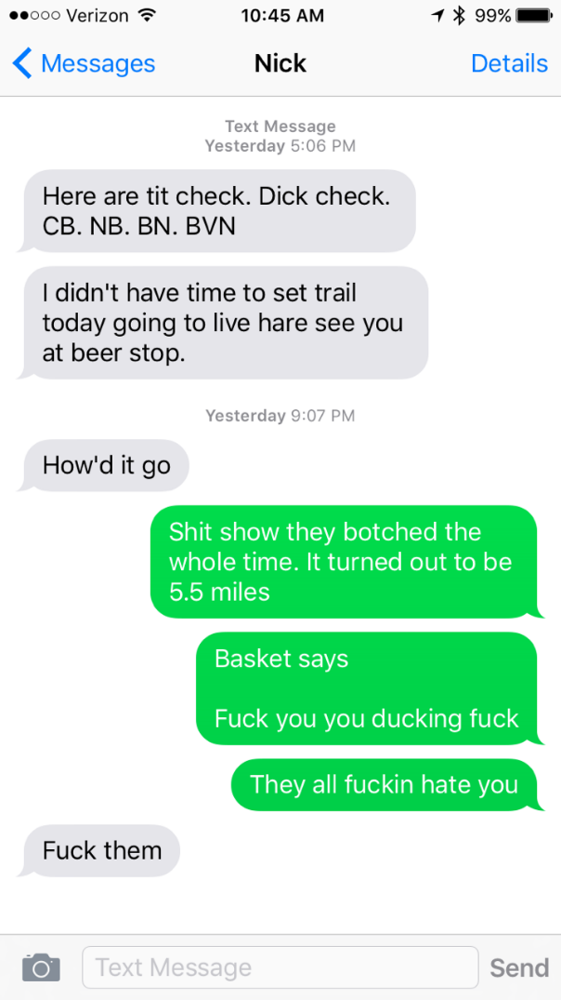 Verizon 10:45 AM 99%
Messages Nick Details
Text Message
Yesterday 5:06 PM
Here are tit check. Dick check.
CB. NB. BN. BVN
I didn't have time to set trail
today going to live hare see you
at beer stop.
Yesterday 9:07 PM
How'd it go
Shit show they botched the
whole time. It turned out to be
5.5 miles
Basket says
Fuck you you ducking fuck
They all fuckin hate you
Fuck them
Text Message Send